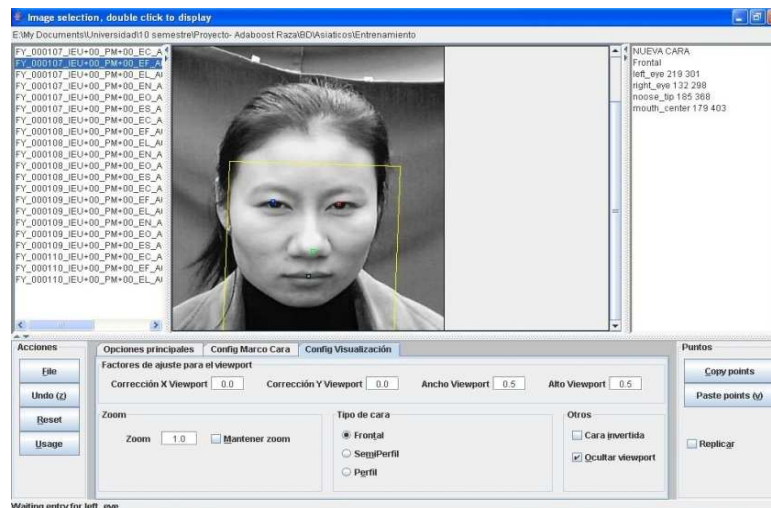 Image selection, double click to display
E:\My Documents\Universidad\10 semestre\Proyecto- Adaboost Raza\BD\Asiaticos\Entrenamiento
FY_000107_IEU+00_PM+00_EC_A
FY_000107_IEU+00_PM+00_EF_A
FY_000107_IEU+00_PM+00_EL_A
FY_000107_IEU+00_PM+00_EN_A
FY_000107_IEU+00_PM+00_EO_A
FY_000107_IEU+00_PM+00_ES_A
FY_000108_IEU+00_PM+00_EC_A
FY_000108_IEU+00_PM+00_EF_A
FY_000108_IEU+00_PM+00_EL_A
FY_000108_IEU+00_PM+00_EN_A
FY_000108_IEU+00_PM+00_EO_A
FY_000108_IEU+00_PM+00_ES_A
FY_000109_IEU+00_PM+00_EC_A
FY_000109_IEU+00_PM+00_EF_A
FY_000109_IEU+00_PM+00_EL_A
FY_000109_IEU+00_PM+00_EN_A
FY_000109_IEU+00_PM+00_EO_A
FY_000109_IEU+00_PM+00_ES_A
FY_000110_IEU+00_PM+00_EC_A
FY_000110_IEU+00_PM+00_EF_A
FY_000110_IEU+00_PM+00_EL_A
NUEVA CARA
Frontal
left_eye 219 301
right_eye 132 298
noose_tip 185 368
mouth_center 179 403
Acciones
File
Undo (z)
Reset
Usage
Opciones principales Config Marco Cara Config Visualización
Factores de ajuste para el viewport
Corrección X Viewport 0.0 Corrección Y Viewport 0.0 Ancho Viewport 0.5 Alto Viewport 0.5
Zoom
Zoom 1.0 Mantener zoom
Tipo de cara
Frontal
SemiPerfil
Perfil
Otros
Cara invertida
Ocultar viewport
Puntos
Copy points
Paste points (v)
Replicar
Waiting entry for left_eye